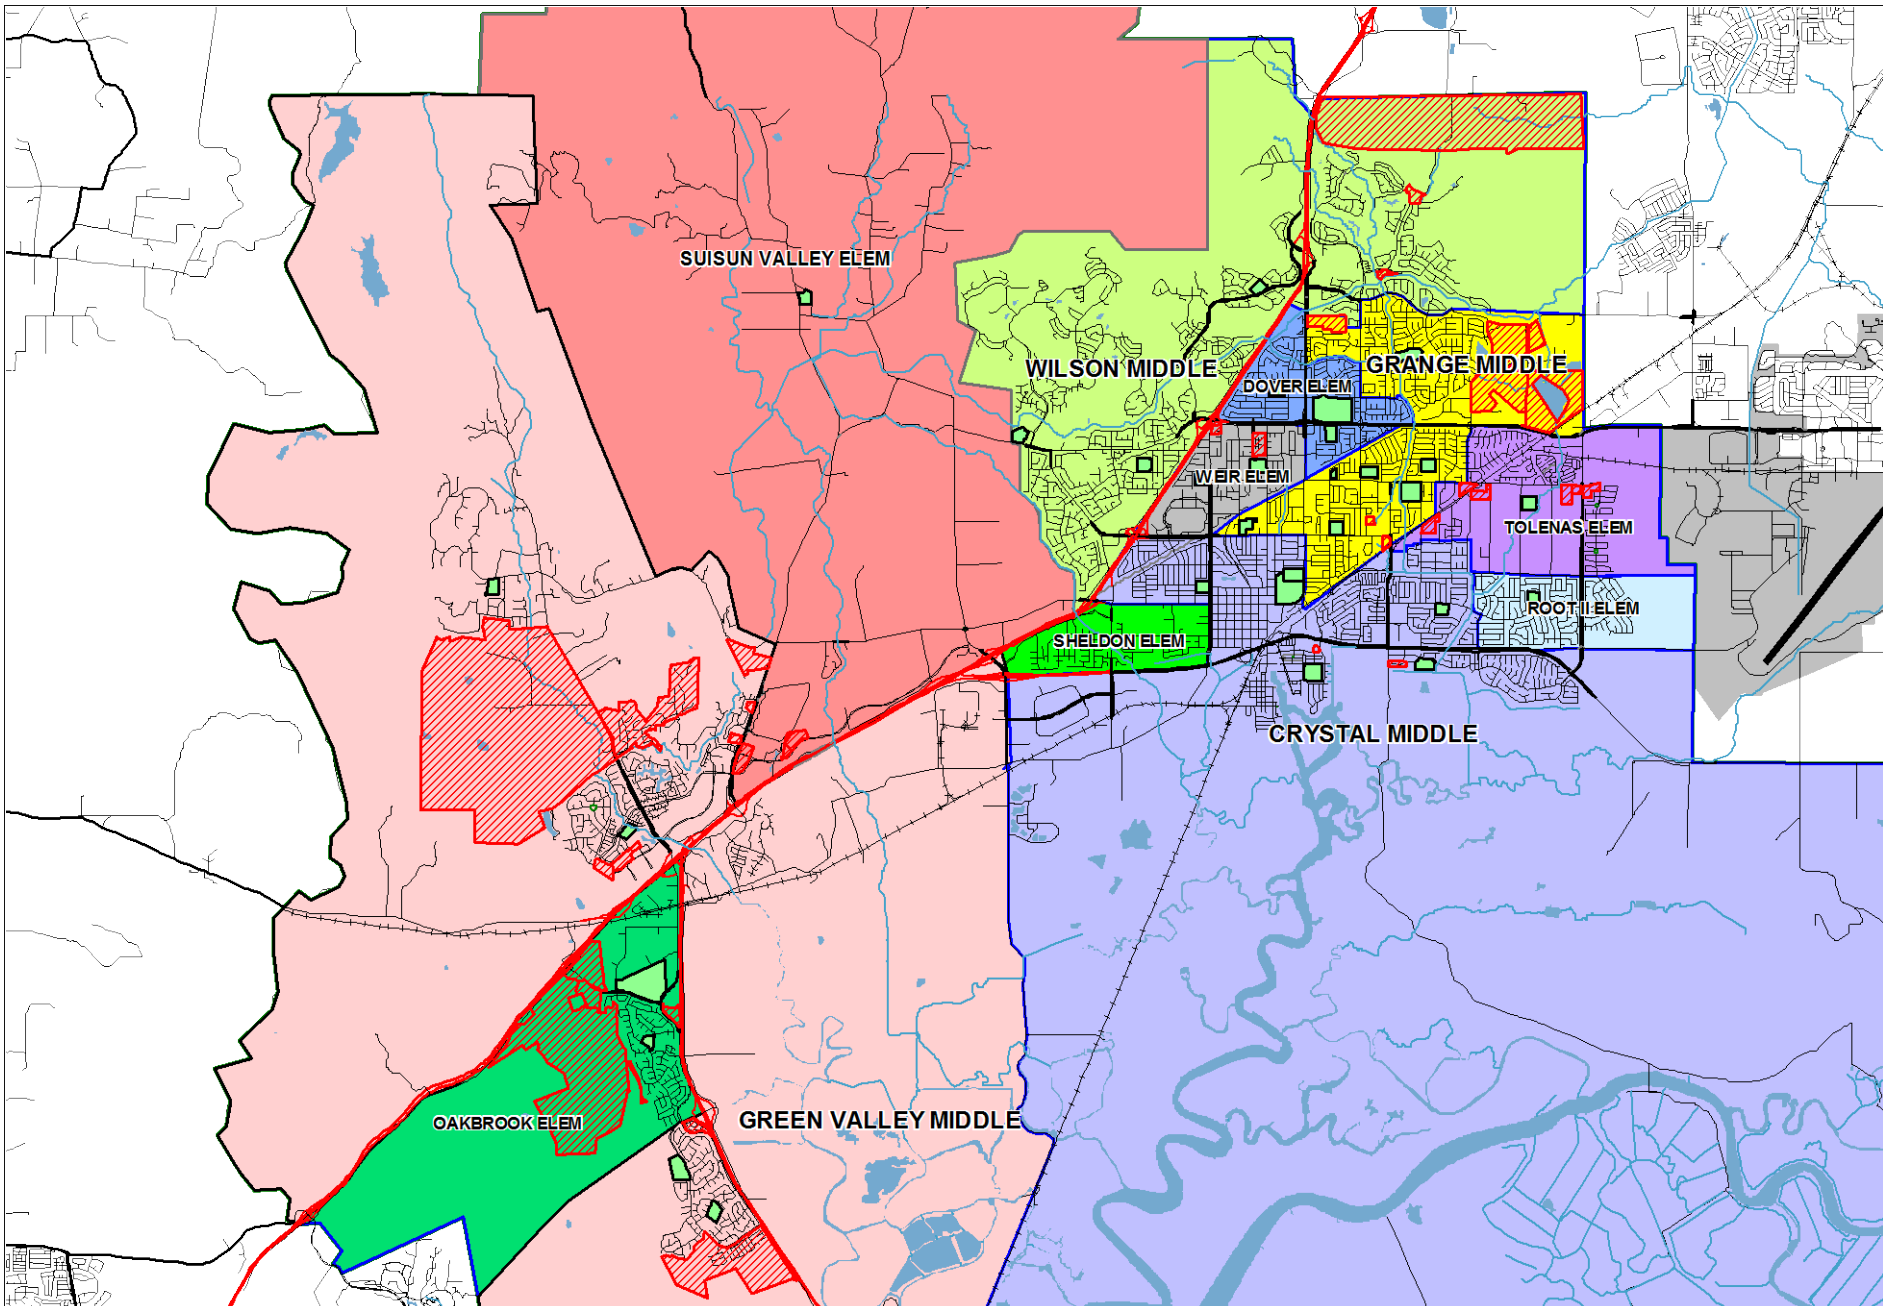 SUISUN VALLEY ELEM
WILSON MIDDLE
GRANGE MIDDLE
DOVER ELEM
WEIR ELEM
TOLENAS ELEM
ROOT II ELEM
SHELDON ELEM
CRYSTAL MIDDLE
OAKBROOK ELEM
GREEN VALLEY MIDDLE